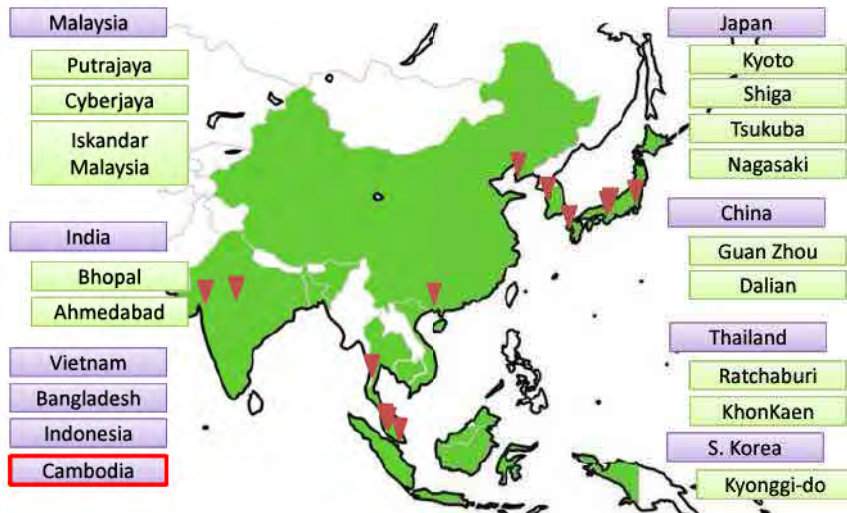 Malaysia
Putrajaya
Cyberjaya
Iskandar
Malaysia
India
Bhopal
Ahmedabad
Vietnam
Bangladesh
Indonesia
Cambodia
Japan
Kyoto
Shiga
Tsukuba
Nagasaki
China
Guan Zhou
Dalian
Thailand
Ratchaburi
KhonKaen
S. Korea
Kyonggi-do